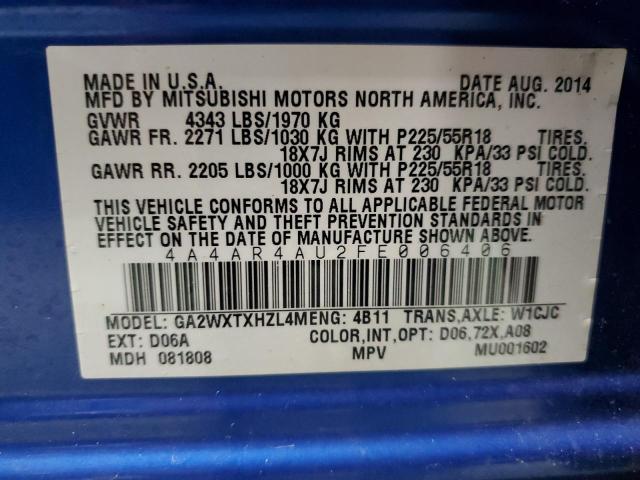 MADE IN U.S.A. DATE AUG. 2014
MFD BY MITSUBISHI MOTORS NORTH AMERICA, INC.
GVWR 4343 LBS/1970 KG
GAWR FR. 2271 LBS/1030 KG WITH P225/55R18 TIRES.
18X7J RIMS AT 230 KPA/33 PSI COLD.
GAWR RR. 2205 LBS/1000 KG WITH P225/55R18 TIRES.
18X7J RIMS AT 230 KPA/33 PSI COLD.
THIS VEHICLE CONFORMS TO ALL APPLICABLE FEDERAL MOTOR
VEHICLE SAFETY AND THEFT PREVENTION STANDARDS IN
EFFECT ON THE DATE OF MANUFACTURE SHOWN ABOVE.
4A4AR4AU2FE006406
MODEL: GA2WXTXHZL4MENG: 4B11 TRANS,AXLE: W1CJC
EXT: D06A COLOR,INT,OPT: D06,72X,A08
MDH 081808 MPV MU001602